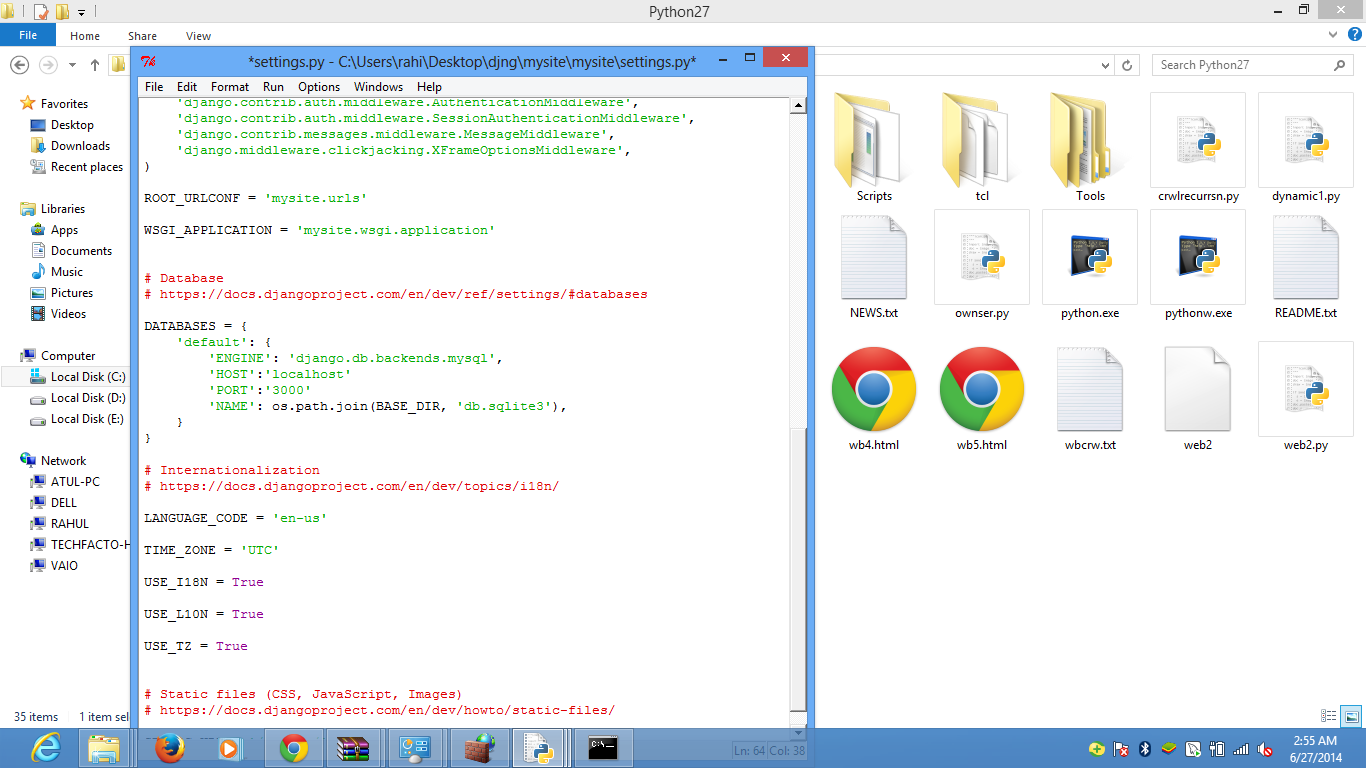 Python27
File
Home
Share
View
Search Python27
*settings.py - C:\Users\rahi\Desktop\djng\mysite\mysite\settings.py*
File Edit Format Run Options Windows Help
'django.contrib.auth.middleware.AuthenticationMiddleware',
'django.contrib.auth.middleware.SessionAuthenticationMiddleware',
'django.contrib.messages.middleware.MessageMiddleware',
'django.middleware.clickjacking.XFrameOptionsMiddleware',
)
ROOT_URLCONF = 'mysite.urls'
WSGI_APPLICATION = 'mysite.wsgi.application'
# Database
# https://docs.djangoproject.com/en/dev/ref/settings/#databases
DATABASES = {
'default': {
'ENGINE': 'django.db.backends.mysql',
'HOST':'localhost'
'PORT':'3000'
'NAME': os.path.join(BASE_DIR, 'db.sqlite3'),
}
}
# Internationalization
# https://docs.djangoproject.com/en/dev/topics/i18n/
LANGUAGE_CODE = 'en-us'
TIME_ZONE = 'UTC'
USE_I18N = True
USE_L10N = True
USE_TZ = True
# Static files (CSS, JavaScript, Images)
# https://docs.djangoproject.com/en/dev/howto/static-files/
Ln: 64 Col: 38
Favorites
Desktop
Downloads
Recent places
Libraries
Apps
Documents
Music
Pictures
Videos
Computer
Local Disk (C:)
Local Disk (D:)
Local Disk (E:)
Network
ATUL-PC
DELL
RAHUL
TECHFACTO-H
VAIO
35 items
1 item sel
Scripts
tcl
Tools
crwlrecurrsn.py
dynamic1.py
NEWS.txt
ownser.py
python.exe
pythonw.exe
README.txt
wb4.html
wb5.html
wbcrw.txt
web2
web2.py
2:55 AM
6/27/2014